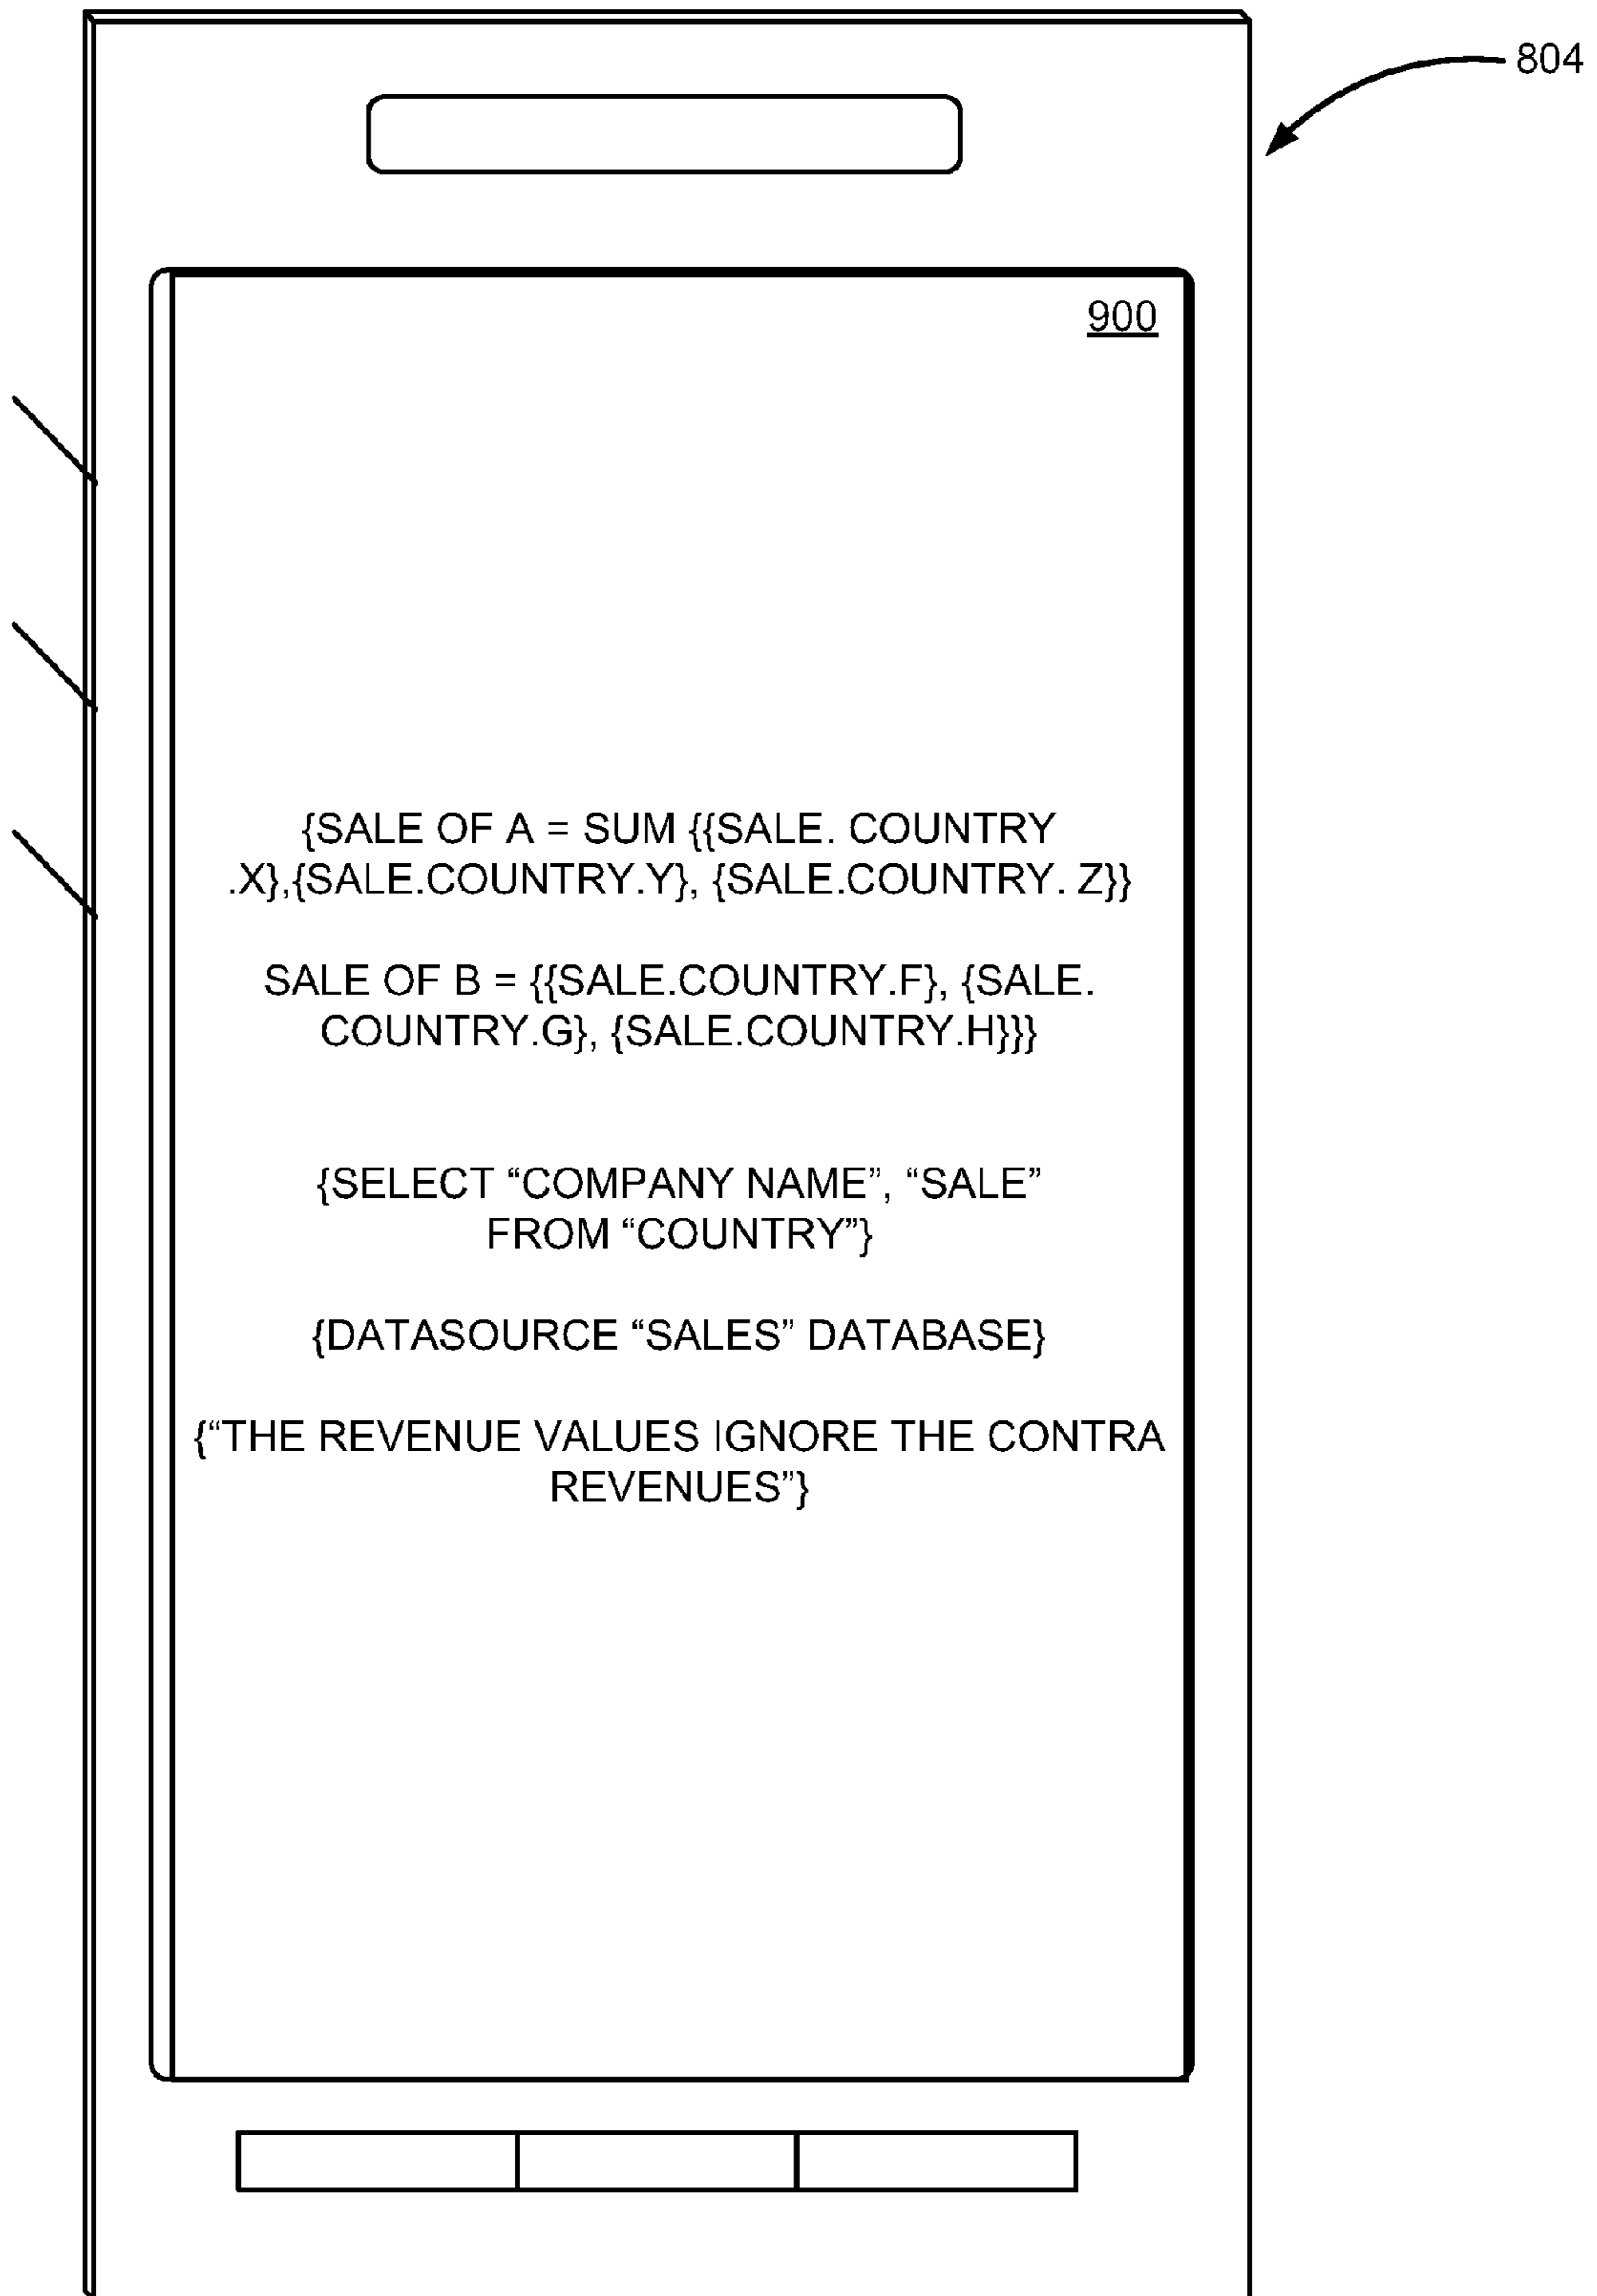 804
900
{SALE OF A = SUM {{SALE. COUNTRY
.X},{SALE.COUNTRY.Y}, {SALE.COUNTRY. Z}}
SALE OF B = {{SALE.COUNTRY.F}, {SALE.
COUNTRY.G}, {SALE.COUNTRY.H}}}
{SELECT “COMPANY NAME”, “SALE”
FROM “COUNTRY”}
{DATASOURCE “SALES” DATABASE}
{“THE REVENUE VALUES IGNORE THE CONTRA
REVENUES”}